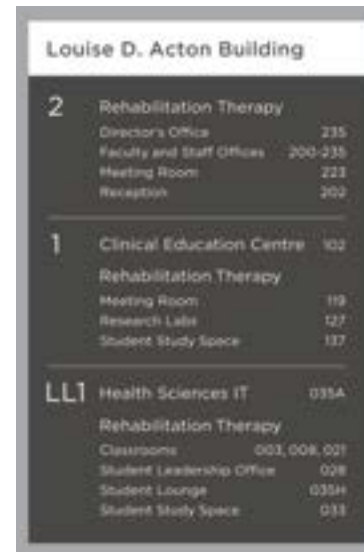 Louise D. Acton Building
2 Rehabilitation Therapy
Director's Office 235
Faculty and Staff Offices 200-235
Meeting Room 223
Reception 202
1 Clinical Education Centre 102
Rehabilitation Therapy
Meeting Room 119
Research Labs 127
Student Study Space 137
LL1 Health Sciences IT 035A
Rehabilitation Therapy
Classrooms 003, 008, 021
Student Leadership Office 028
Student Lounge 035H
Student Study Space 033